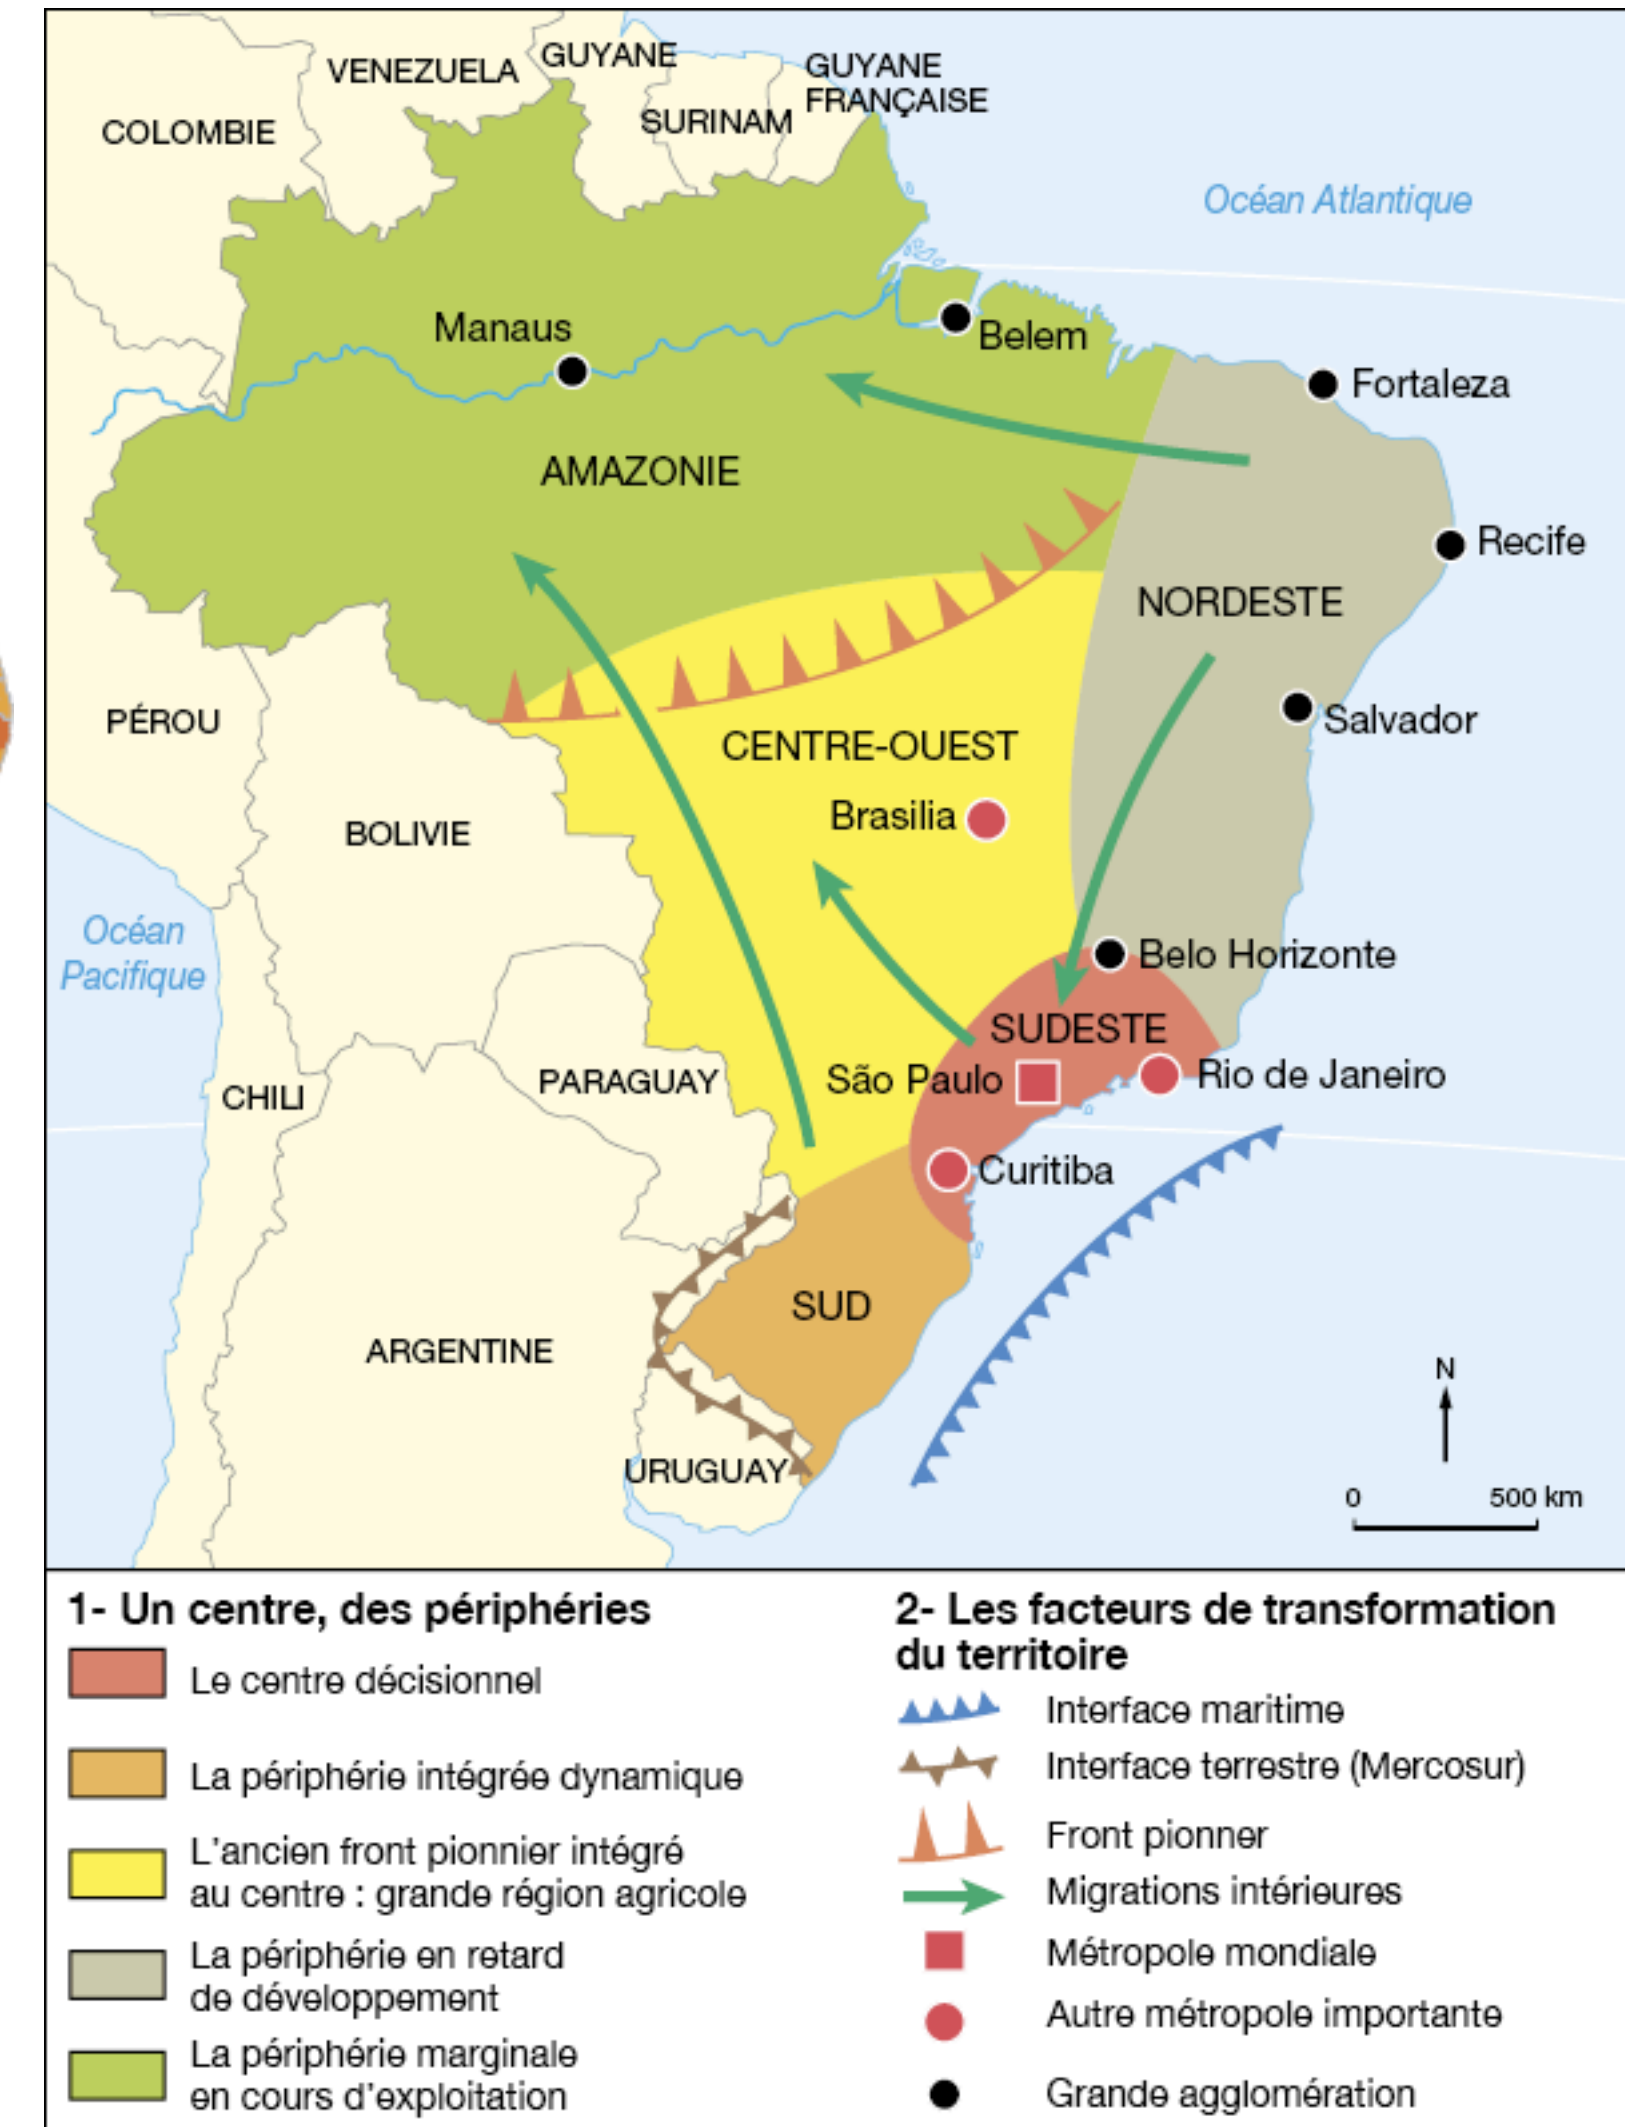 VENEZUELA
GUYANE
GUYANE
FRANÇAISE
SURINAM
COLOMBIE
Océan Atlantique
Manaus
Belem
Fortaleza
AMAZONIE
Recife
NORDESTE
PÉROU
Salvador
CENTRE-OUEST
Brasilia
BOLIVIE
Océan
Pacifique
Belo Horizonte
SUDESTE
São Paulo
Rio de Janeiro
PARAGUAY
CHILI
Curitiba
SUD
ARGENTINE
URUGUAY
N
0 500 km
1- Un centre, des périphéries
Le centre décisionnel
La périphérie intégrée dynamique
L'ancien front pionnier intégré
au centre : grande région agricole
La périphérie en retard
de développement
La périphérie marginale
en cours d'exploitation
2- Les facteurs de transformation
du territoire
Interface maritime
Interface terrestre (Mercosur)
Front pionner
Migrations intérieures
Métropole mondiale
Autre métropole importante
Grande agglomération